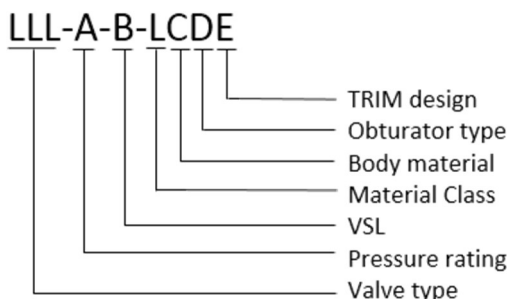 LLL-A-B-LCDE
TRIM design
Obturator type
Body material
Material Class
VSL
Pressure rating
Valve type